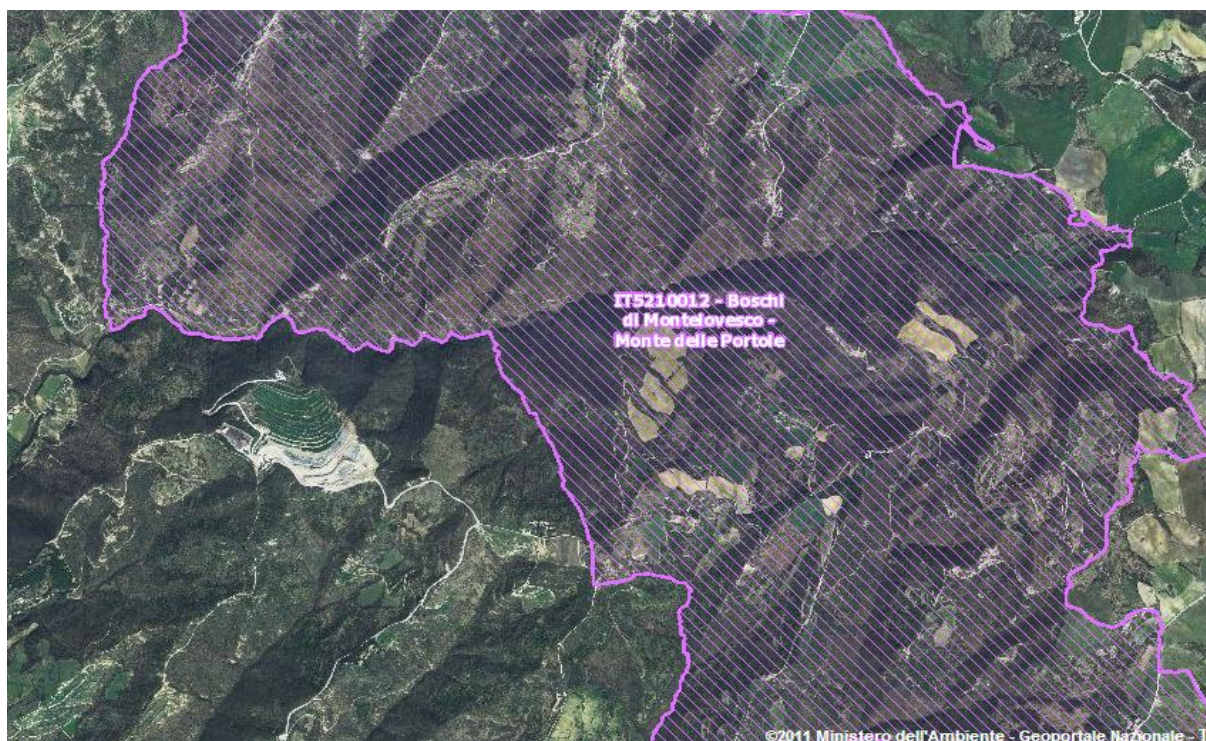 IT5210012 - Boschi
di Montelovesco -
Monte delle Portole
©2011 Ministero dell'Ambiente - Geoportale Nazionale -